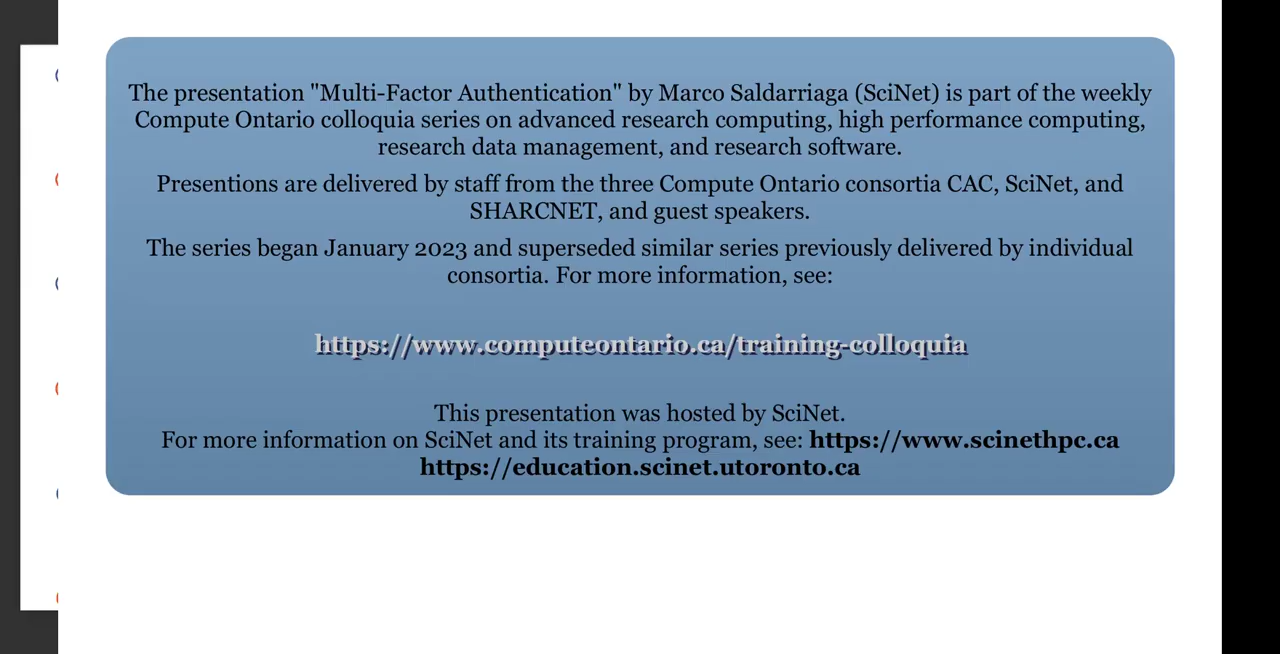 The presentation "Multi-Factor Authentication" by Marco Saldarriaga (SciNet) is part of the weekly
Compute Ontario colloquia series on advanced research computing, high performance computing,
research data management, and research software.
Presentions are delivered by staff from the three Compute Ontario consortia CAC, SciNet, and
SHARCNET, and guest speakers.
The series began January 2023 and superseded similar series previously delivered by individual
consortia. For more information, see:
https://www.computeontario.ca/training-colloquia
This presentation was hosted by SciNet.
For more information on SciNet and its training program, see: https://www.scinethpc.ca
https://education.scinet.utoronto.ca